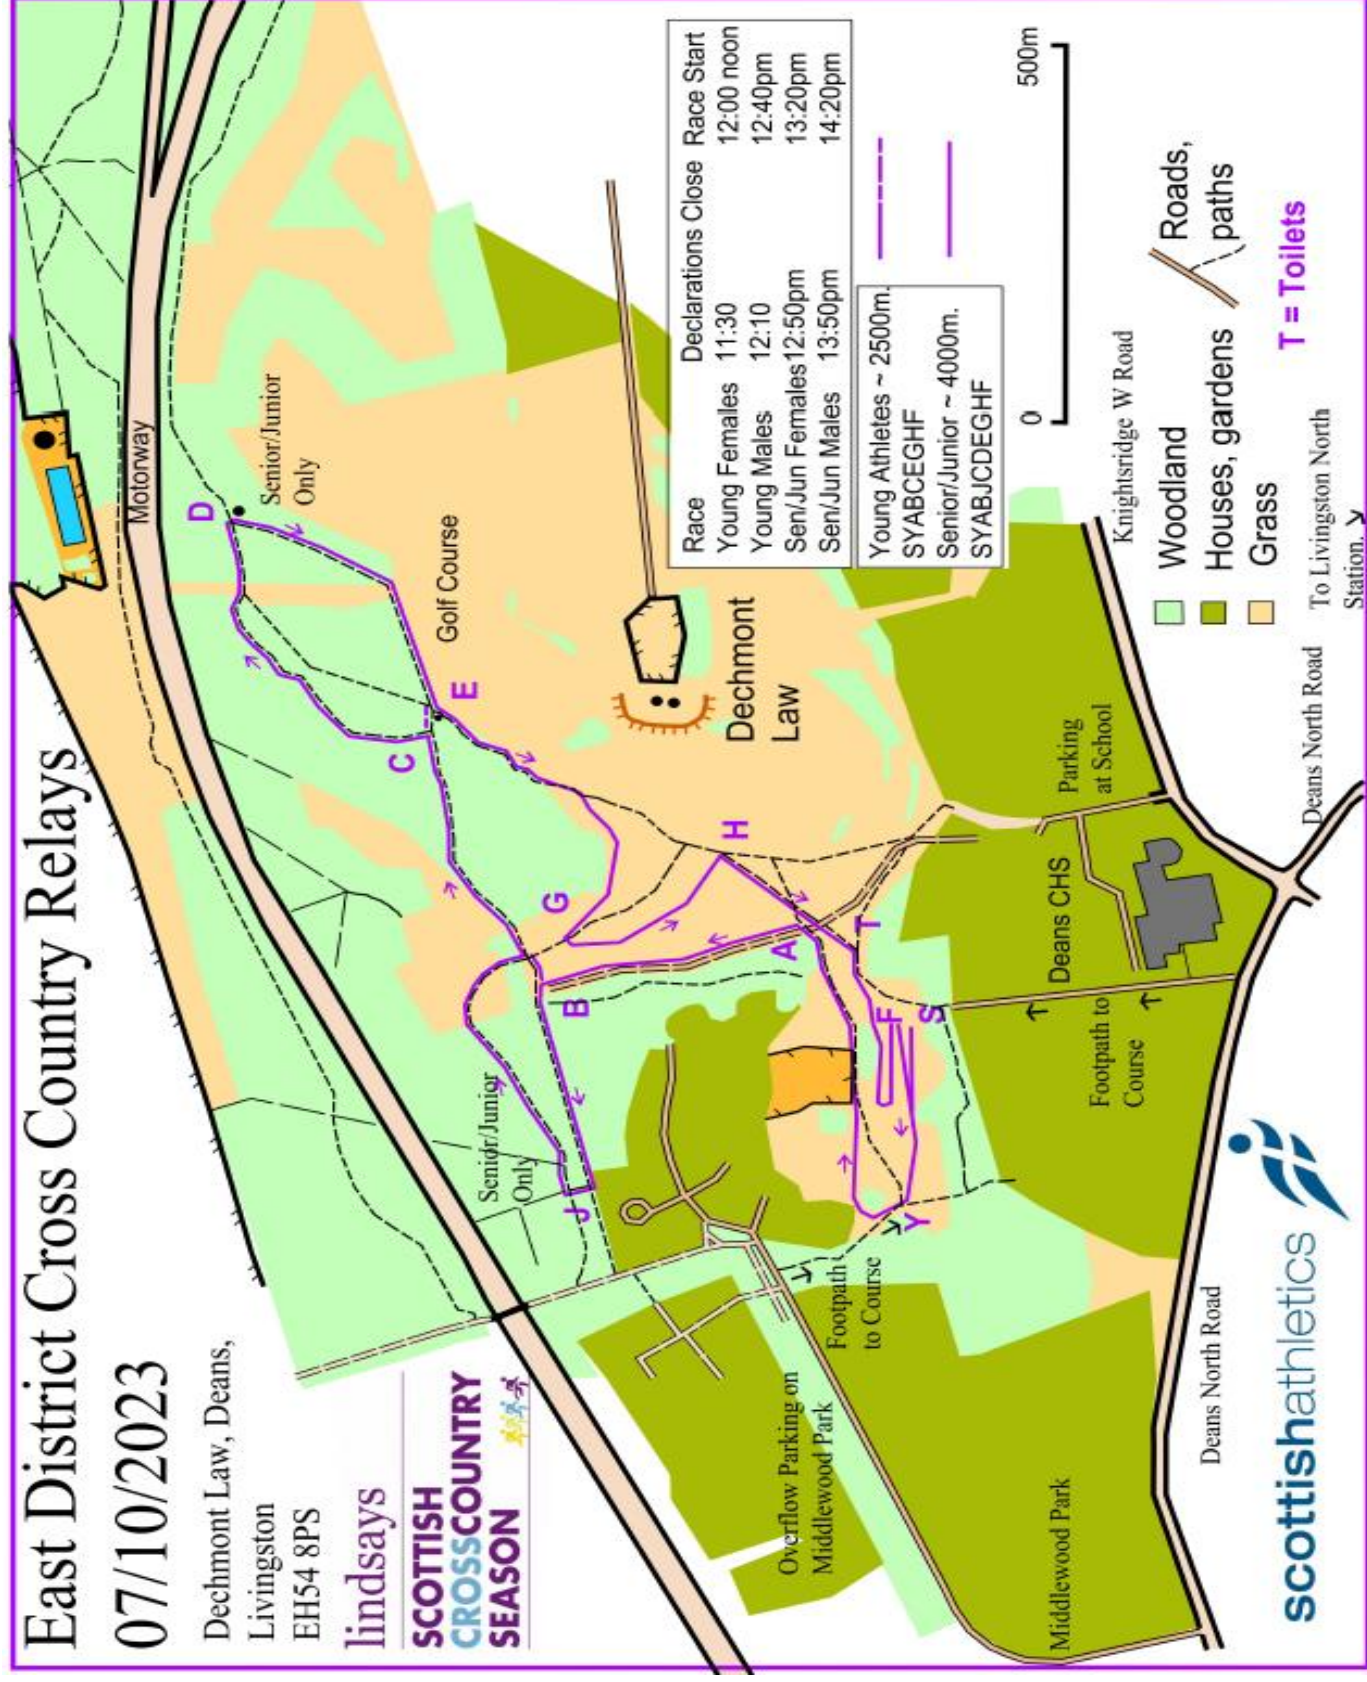 East District Cross Country Relays
07/10/2023
Dechmont Law, Deans,
Livingston
EH54 8PS
lindsays
SCOTTISH
CROSSCOUNTRY
SEASON
Motorway
D
Senior/Junior
Only
Golf Course
E
C
G
H
B
A
T
F
S
J
Y
Senior/Junior
Only
Dechmont
Law
Race Declarations Close Race Start
Young Females 11:30 12:00 noon
Young Males 12:10 12:40pm
Sen/Jun Females 12:50pm 13:20pm
Sen/Jun Males 13:50pm 14:20pm
Young Athletes ~ 2500m.
SYABCEGHF
Senior/Junior ~ 4000m.
SYABJCDEGHF
0 500m
Knightsridge W Road
Woodland
Houses, gardens
Grass
Roads,
paths
T = Toilets
To Livingston North
Station.
Deans North Road
Parking
at School
Deans CHS
Footpath to
Course
Footpath
to Course
Overflow Parking on
Middlewood Park
Middlewood Park
Deans North Road
scottishathletics